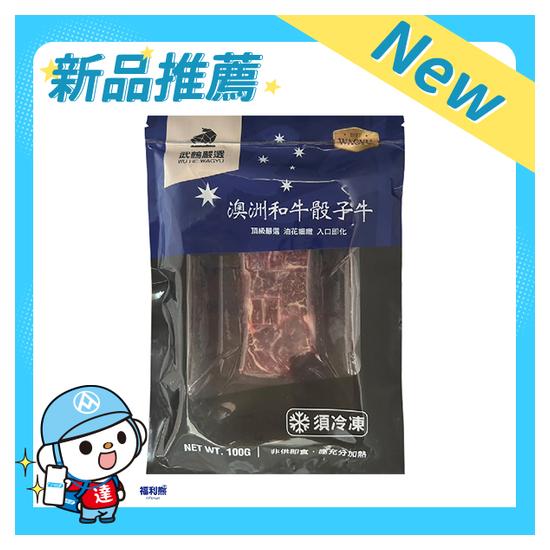 新品推薦
New
武鶴嚴選
WU HE WAGYU
WAGYU
澳洲和牛骰子牛
頂級嚴選 油花細緻 入口即化
須冷凍
NET WT. 100G
非供即食,應充分加熱
達
福利熊